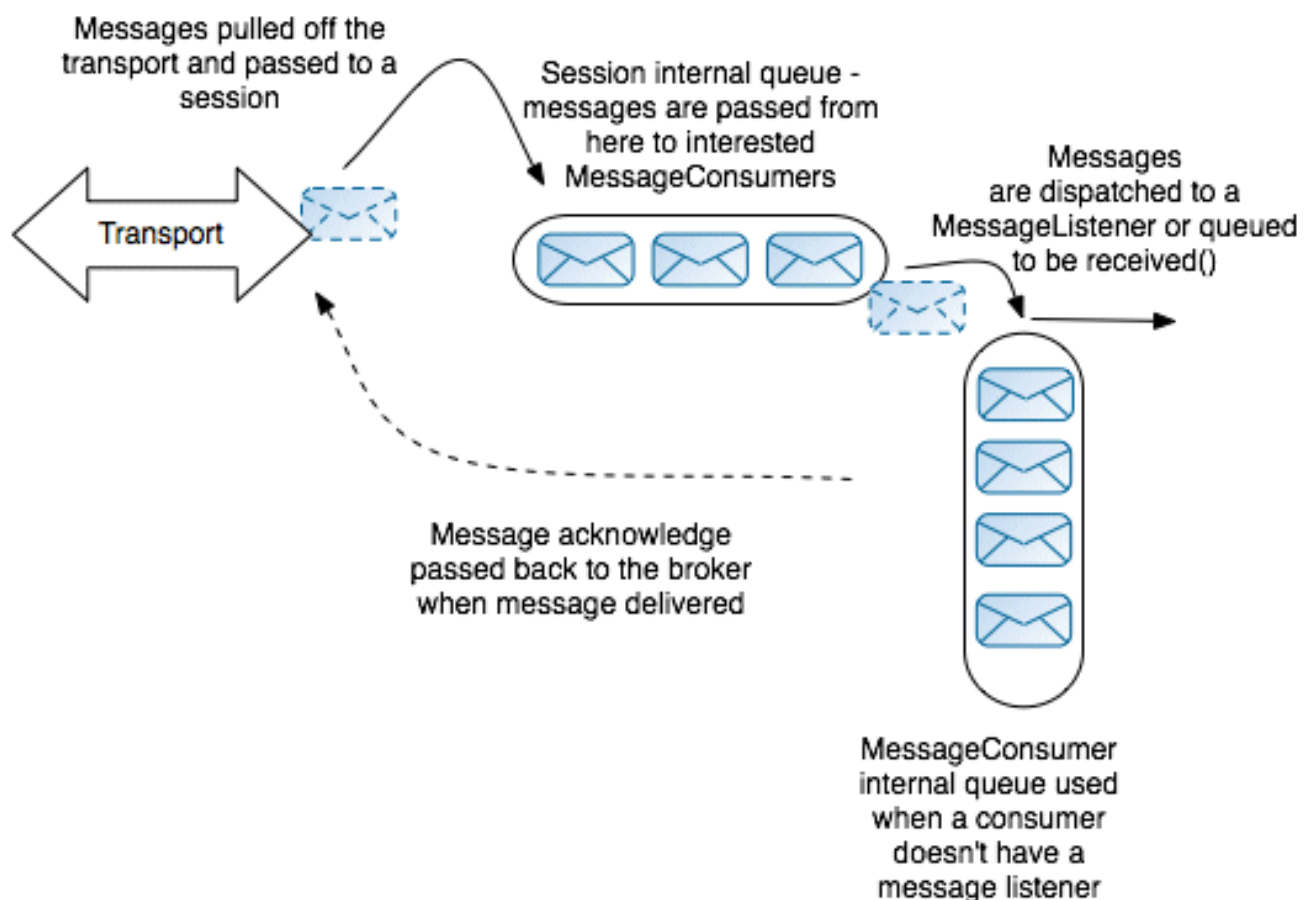 Messages pulled off the
transport and passed to a
session
Session internal queue -
messages are passed from
here to interested
MessageConsumers
Messages
are dispatched to a
MessageListener or queued
to be received()
Transport
Message acknowledge
passed back to the broker
when message delivered
MessageConsumer
internal queue used
when a consumer
doesn't have a
message listener